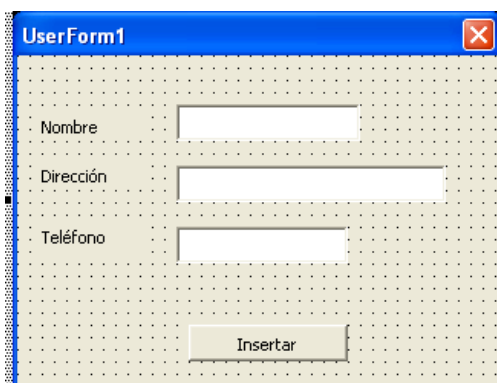 UserForm1
Nombre
Dirección
Teléfono
Insertar